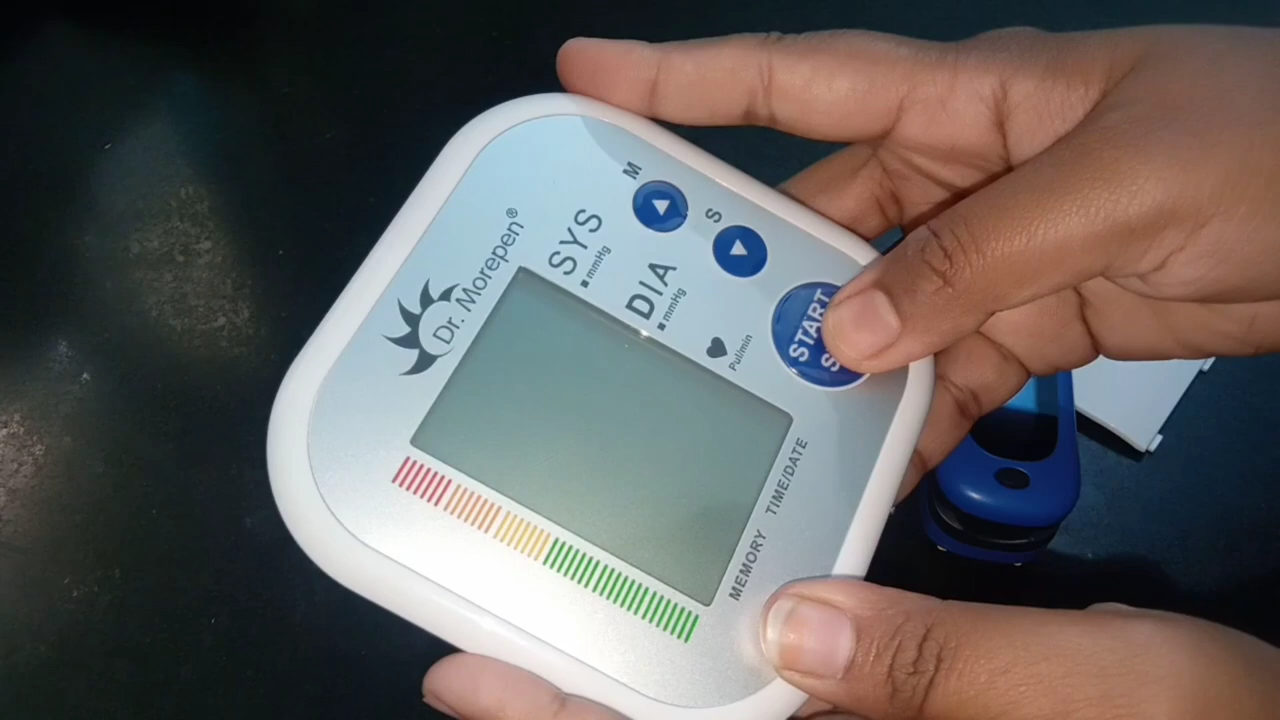 Dr. Morepen®
SYS
mmHg
DIA
mmHg
Pul/min
M
S
START
MEMORY TIME/DATE